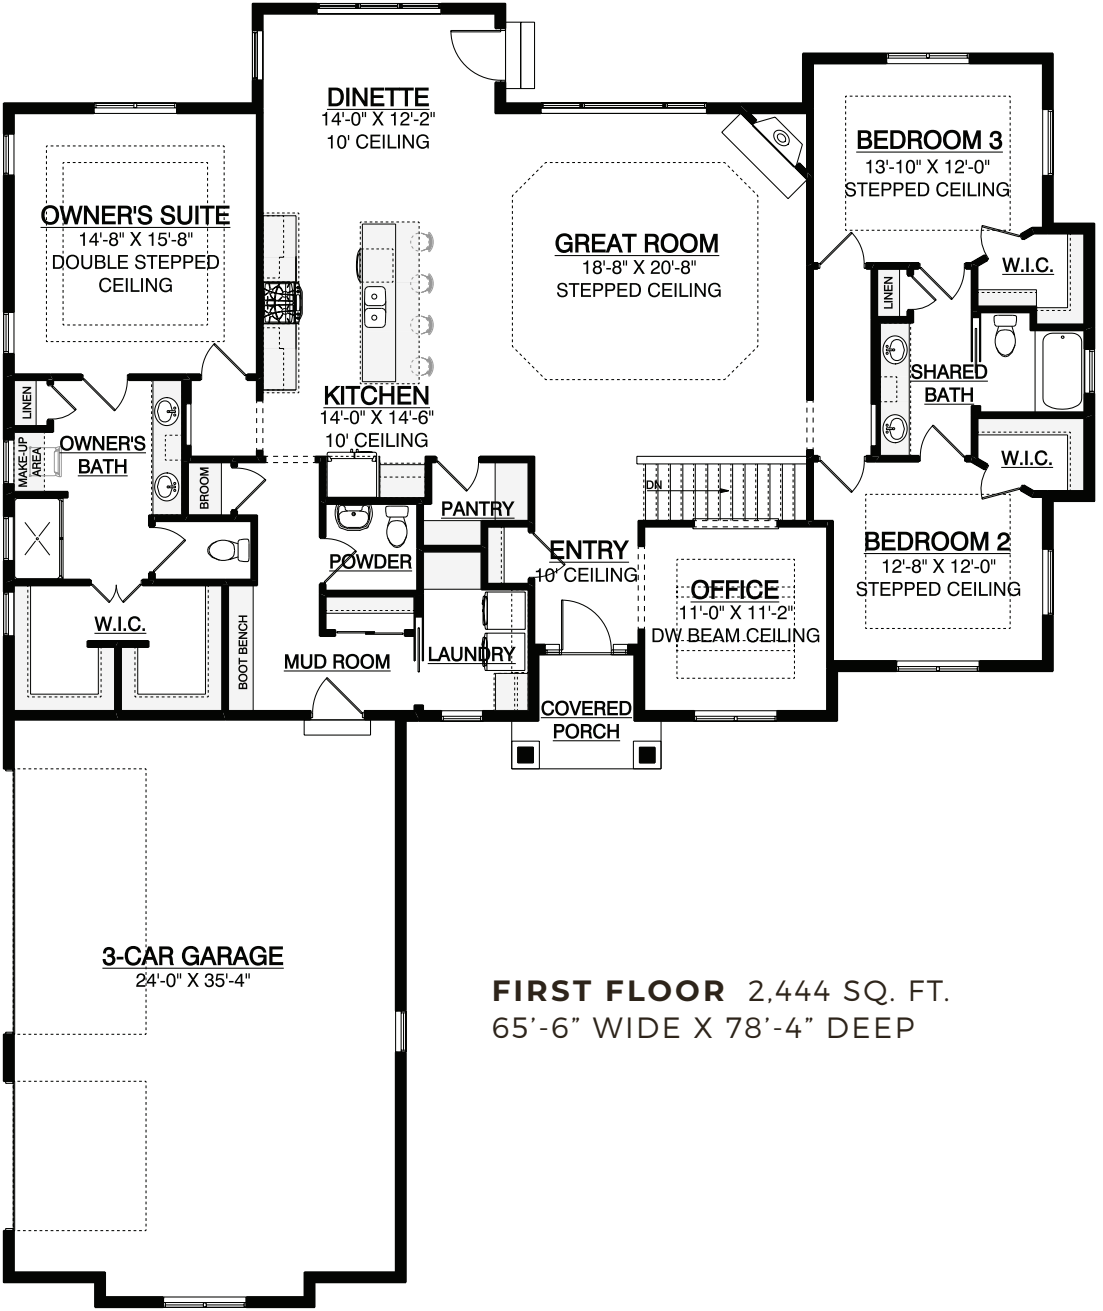 DINETTE
14'-0" X 12'-2"
10' CEILING
BEDROOM 3
13'-10" X 12'-0"
STEPPED CEILING
OWNER'S SUITE
14'-8" X 15'-8"
DOUBLE STEPPED
CEILING
GREAT ROOM
18'-8" X 20'-8"
STEPPED CEILING
W.I.C.
LINEN
SHARED
BATH
KITCHEN
14'-0" X 14'-6"
10' CEILING
LINEN
OWNER'S
BATH
MAKE-UP
AREA
BROOM
W.I.C.
DN
PANTRY
POWDER
ENTRY
10' CEILING
BEDROOM 2
12'-8" X 12'-0"
STEPPED CEILING
OFFICE
11'-0" X 11'-2"
DW BEAM CEILING
W.I.C.
BOOT BENCH
MUD ROOM
LAUNDRY
COVERED
PORCH
3-CAR GARAGE
24'-0" X 35'-4"
FIRST FLOOR 2,444 SQ. FT.
65'-6” WIDE X 78'-4” DEEP